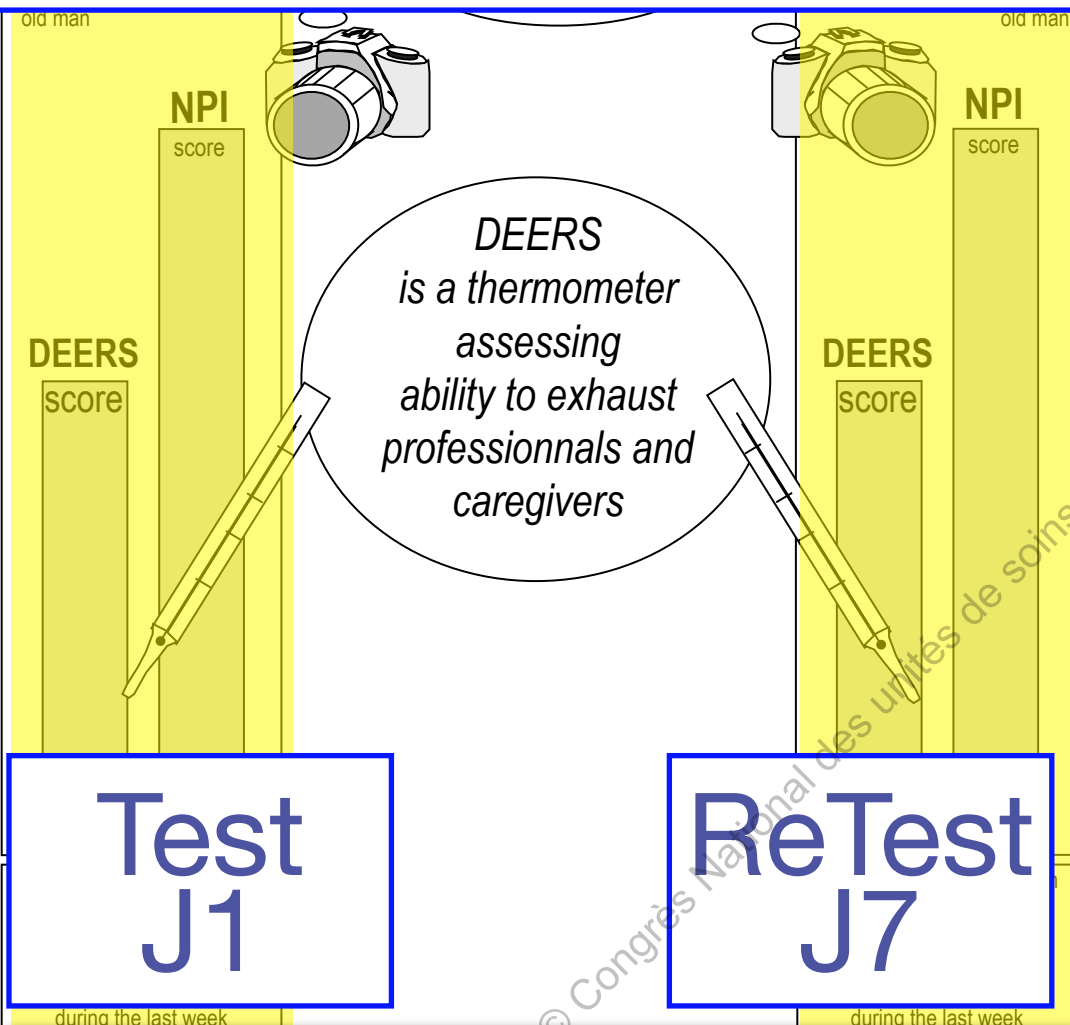 old man
old man
NPI
score
NPI
score
DEERS
is a thermometer
assessing
ability to exhaust
professionnals and
caregivers
DEERS
score
DEERS
score
Test
J1
ReTest
J7
during the last week
during the last week
© Congrès National des unités de soins